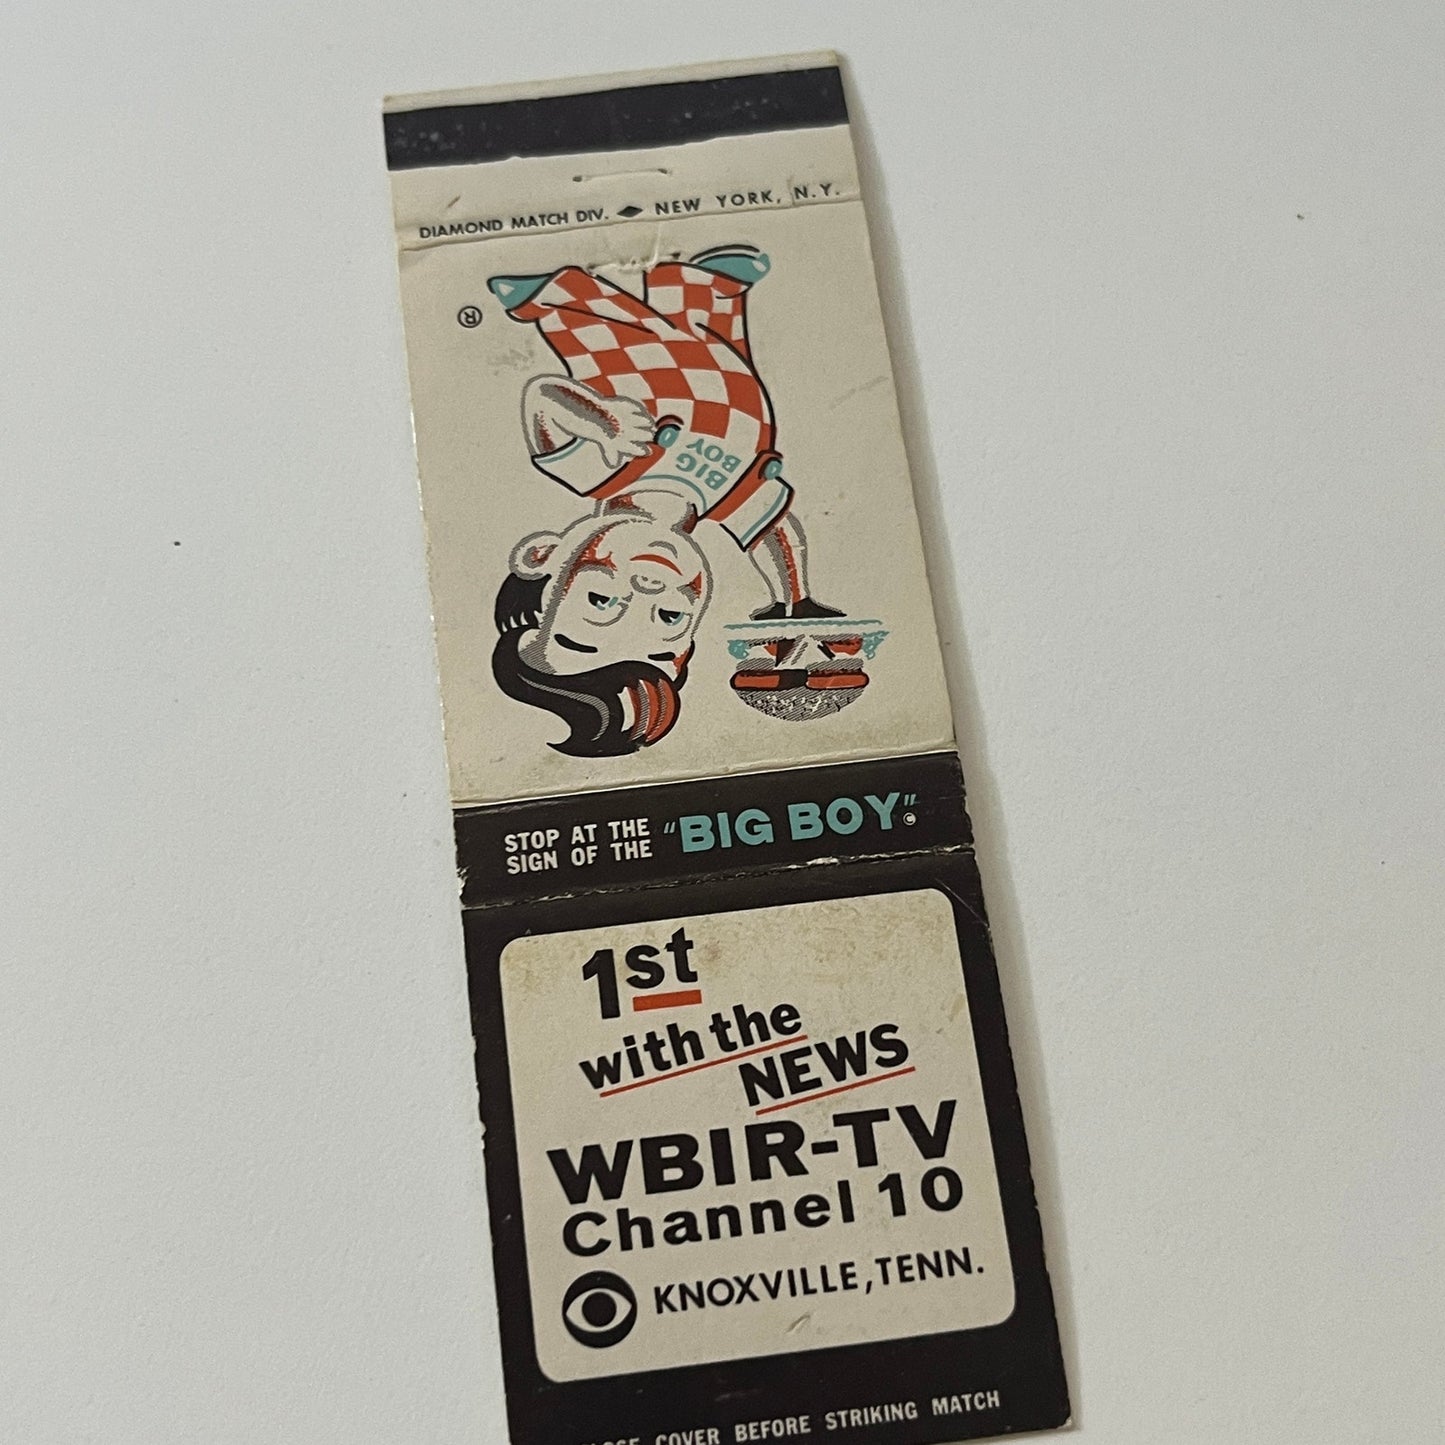 DIAMOND MATCH DIV. NEW YORK, N.Y.
®
BIG
BOY
STOP AT THE
SIGN OF THE "BIG BOY". ©
1st
with the
NEWS
WBIR-TV
Channel 10
KNOXVILLE, TENN.
COVER BEFORE STRIKING MATCH